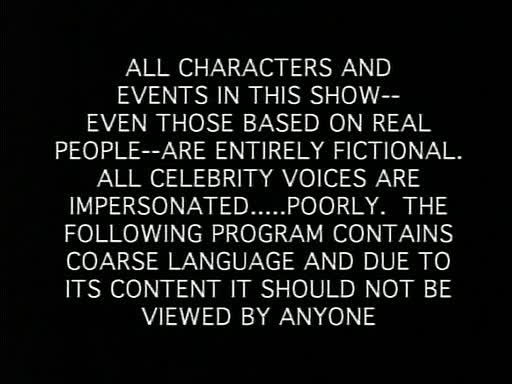 ALL CHARACTERS AND
EVENTS IN THIS SHOW--
EVEN THOSE BASED ON REAL
PEOPLE--ARE ENTIRELY FICTIONAL.
ALL CELEBRITY VOICES ARE
IMPERSONATED.....POORLY.  THE
FOLLOWING PROGRAM CONTAINS
COARSE LANGUAGE AND DUE TO
ITS CONTENT IT SHOULD NOT BE
VIEWED BY ANYONE